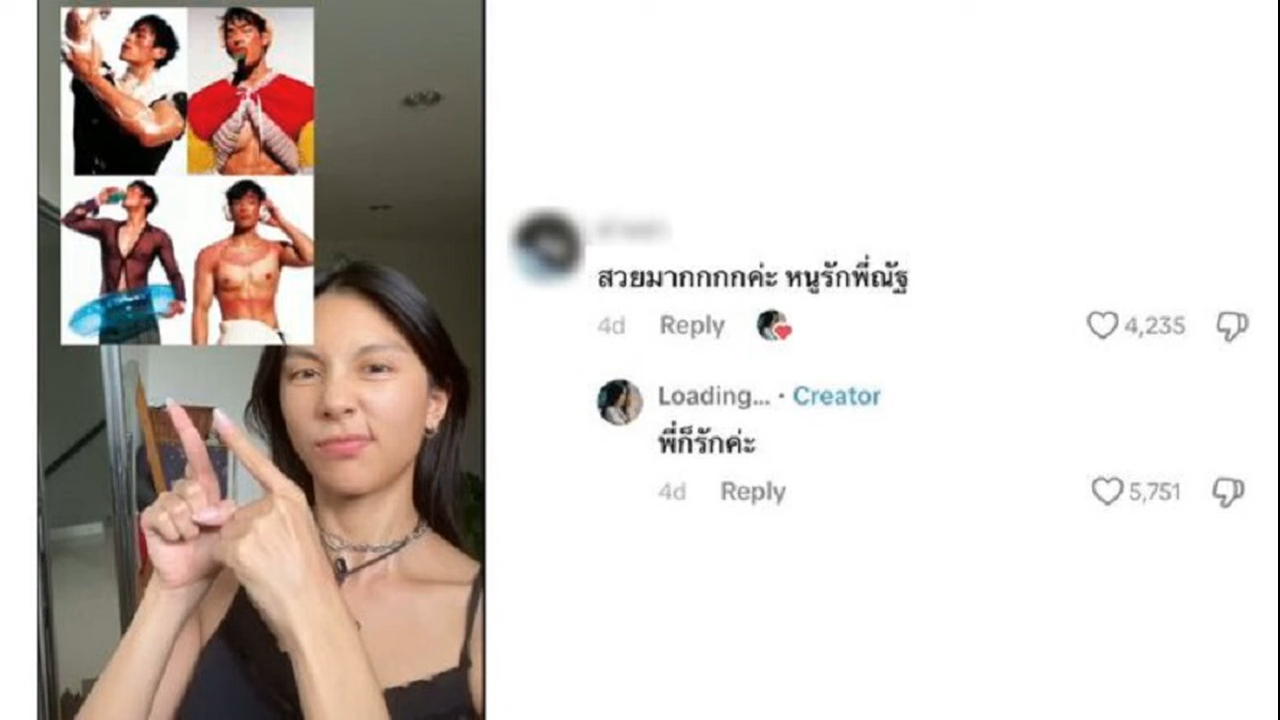 สวยมากกกกค่ะ หนูรักพี่ณัฐ
4d Reply 4,235
Loading... · Creator
พี่ก็รักค่ะ
4d Reply 5,751